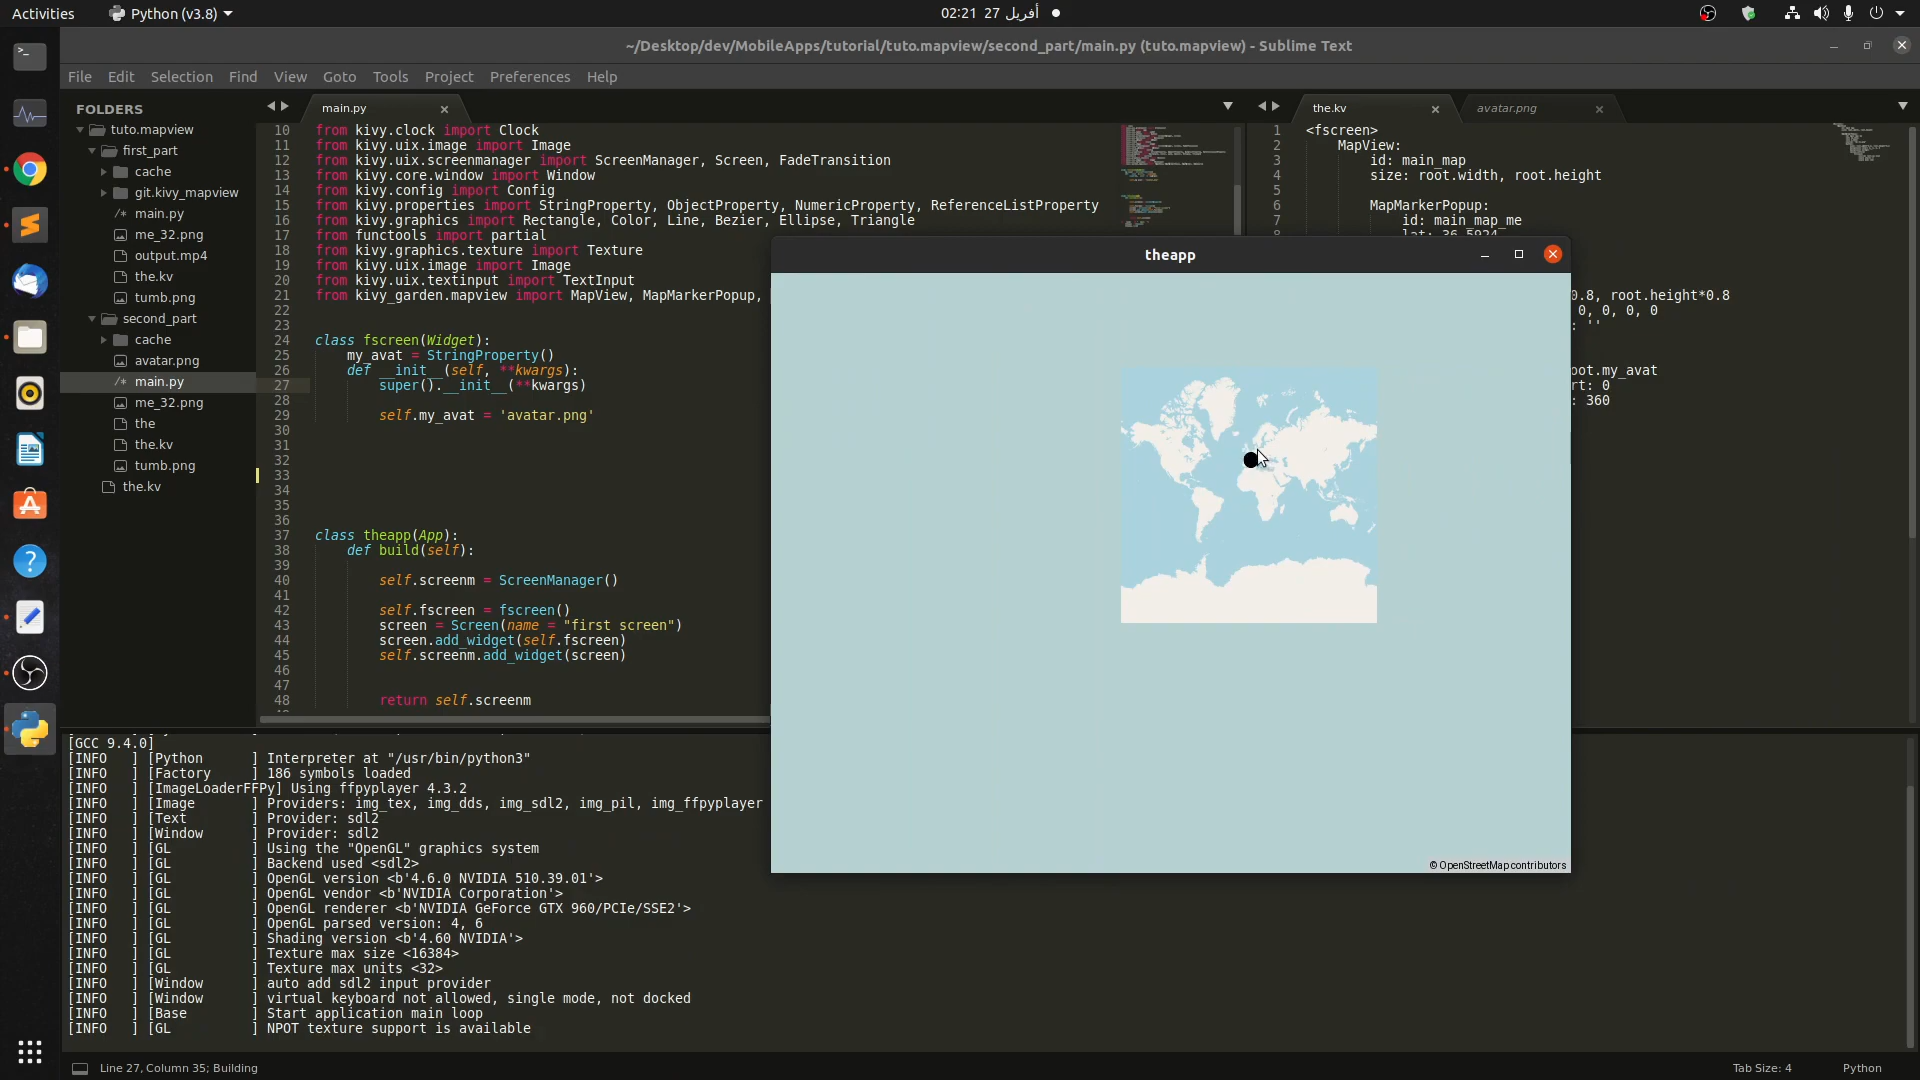 Activities
Python (v3.8)
02:21 27 أفريل
~/Desktop/dev/MobileApps/tutorial/tuto.mapview/second_part/main.py (tuto.mapview) - Sublime Text
File Edit Selection Find View Goto Tools Project Preferences Help
FOLDERS
tuto.mapview
first_part
cache
git.kivy_mapview
/* main.py
me_32.png
output.mp4
the.kv
tumb.png
second_part
cache
avatar.png
/* main.py
me_32.png
the
the.kv
tumb.png
the.kv
main.py
10 from kivy.clock import Clock
11 from kivy.uix.image import Image
12 from kivy.uix.screenmanager import ScreenManager, Screen, FadeTransition
13 from kivy.core.window import Window
14 from kivy.config import Config
15 from kivy.properties import StringProperty, ObjectProperty, NumericProperty, ReferenceListProperty
16 from kivy.graphics import Rectangle, Color, Line, Bezier, Ellipse, Triangle
17 from functools import partial
18 from kivy.graphics.texture import Texture
19 from kivy.uix.image import Image
20 from kivy.uix.textinput import TextInput
21 from kivy_garden.mapview import MapView, MapMarkerPopup,
22
23
24 class fscreen(Widget):
25 my_avat = StringProperty()
26 def __init__(self, **kwargs):
27 super().__init__(**kwargs)
28
29 self.my_avat = 'avatar.png'
30
31
32
33
34
35
36
37 class theapp(App):
38 def build(self):
39
40 self.screenm = ScreenManager()
41
42 self.fscreen = fscreen()
43 screen = Screen(name = "first screen")
44 screen.add_widget(self.fscreen)
45 self.screenm.add_widget(screen)
46
47
48 return self.screenm
the.kv
avatar.png
1 <fscreen>
2 MapView:
3 id: main_map
4 size: root.width, root.height
5
6 MapMarkerPopup:
7 id: main_map_me
0.8, root.height*0.8
0, 0, 0, 0
: ''
oot.my_avat
rt: 0
: 360
theapp
© OpenStreetMap contributors
[GCC 9.4.0]
[INFO ] [Python ] Interpreter at "/usr/bin/python3"
[INFO ] [Factory ] 186 symbols loaded
[INFO ] [ImageLoaderFFPy] Using ffpyplayer 4.3.2
[INFO ] [Image ] Providers: img_tex, img_dds, img_sdl2, img_pil, img_ffpyplayer
[INFO ] [Text ] Provider: sdl2
[INFO ] [Window ] Provider: sdl2
[INFO ] [GL ] Using the "OpenGL" graphics system
[INFO ] [GL ] Backend used <sdl2>
[INFO ] [GL ] OpenGL version <b'4.6.0 NVIDIA 510.39.01'>
[INFO ] [GL ] OpenGL vendor <b'NVIDIA Corporation'>
[INFO ] [GL ] OpenGL renderer <b'NVIDIA GeForce GTX 960/PCIe/SSE2'>
[INFO ] [GL ] OpenGL parsed version: 4, 6
[INFO ] [GL ] Shading version <b'4.60 NVIDIA'>
[INFO ] [GL ] Texture max size <16384>
[INFO ] [GL ] Texture max units <32>
[INFO ] [Window ] auto add sdl2 input provider
[INFO ] [Window ] virtual keyboard not allowed, single mode, not docked
[INFO ] [Base ] Start application main loop
[INFO ] [GL ] NPOT texture support is available
Line 27, Column 35; Building
Tab Size: 4
Python